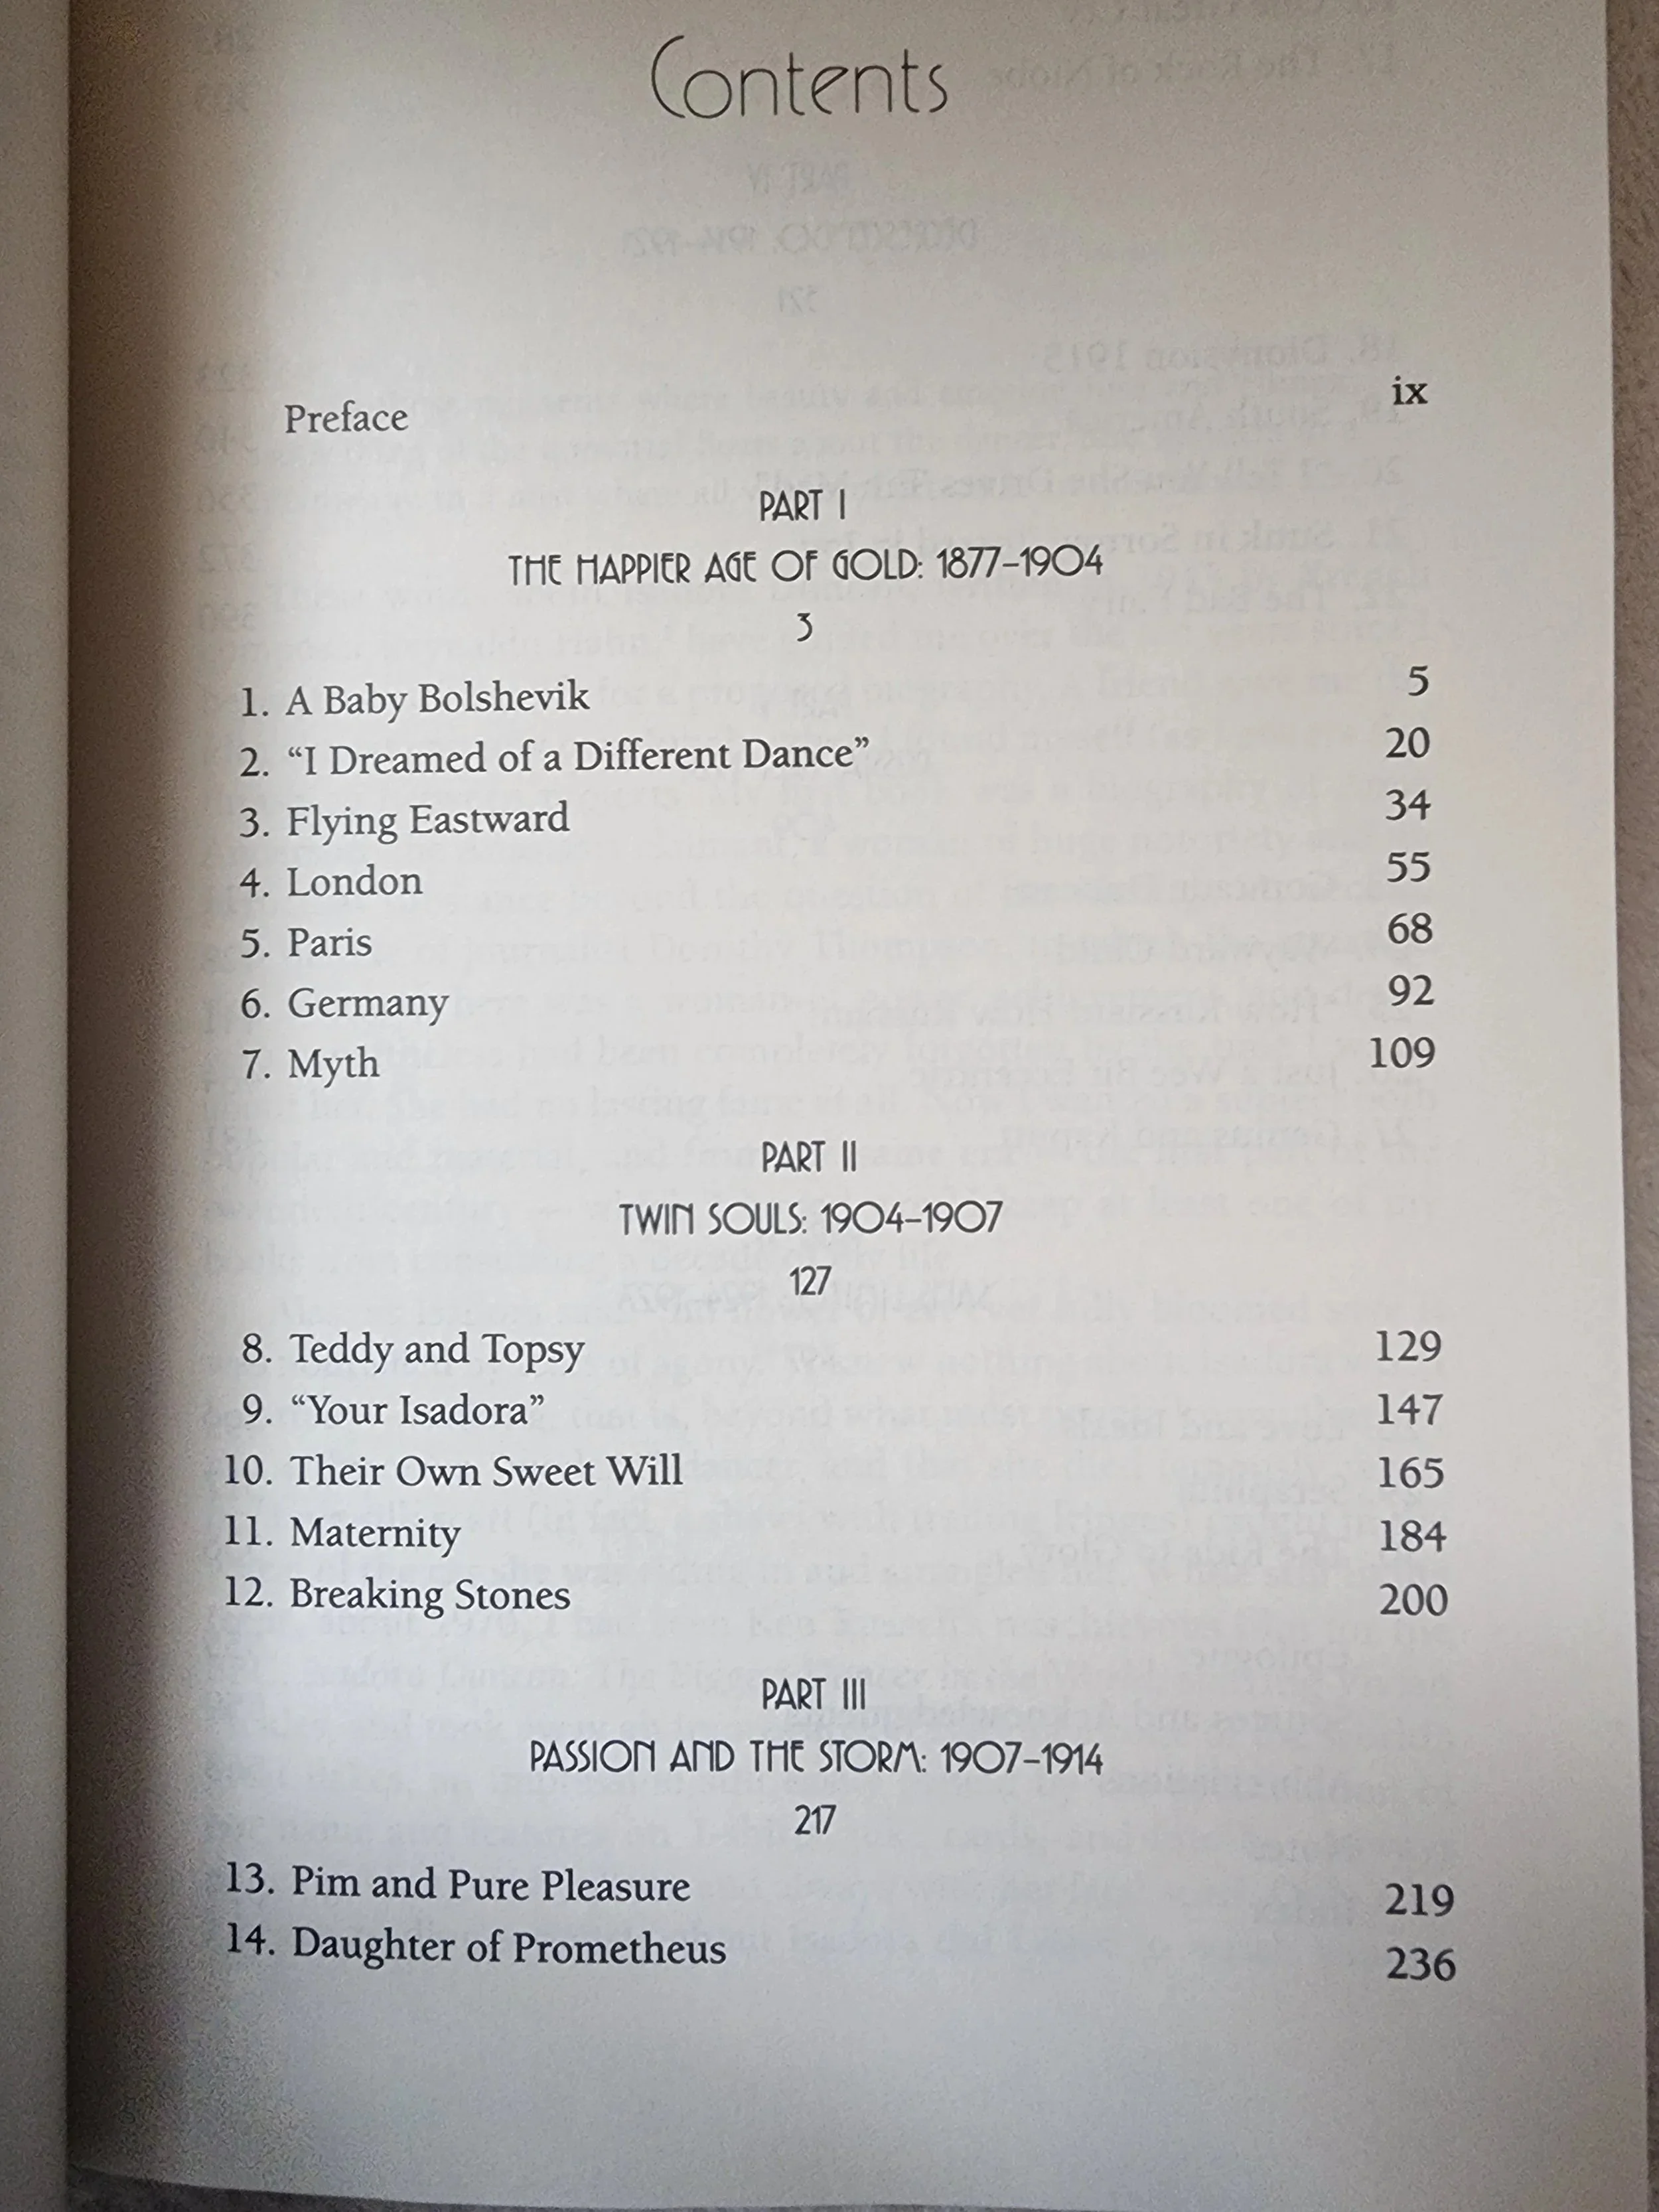 Contents
Preface ix
PART I
THE HAPPIER AGE OF GOLD: 1877–1904
3
1. A Baby Bolshevik 5
2. “I Dreamed of a Different Dance” 20
3. Flying Eastward 34
4. London 55
5. Paris 68
6. Germany 92
7. Myth 109
PART II
TWIN SOULS: 1904–1907
127
8. Teddy and Topsy 129
9. “Your Isadora” 147
10. Their Own Sweet Will 165
11. Maternity 184
12. Breaking Stones 200
PART III
PASSION AND THE STORM: 1907–1914
217
13. Pim and Pure Pleasure 219
14. Daughter of Prometheus 236